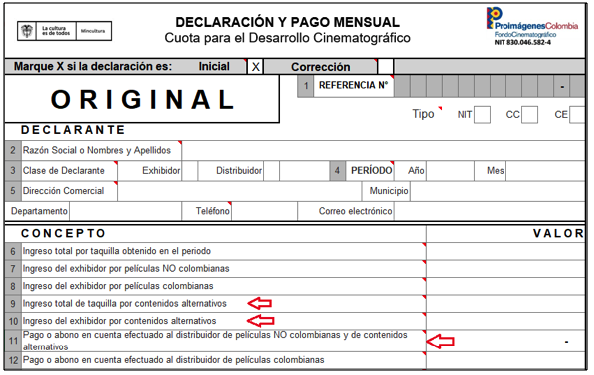 La cultura
es de todos
Mincultura
DECLARACIÓN Y PAGO MENSUAL
Cuota para el Desarrollo Cinematográfico
ProimágenesColombia
FondoCinematográfico
NIT 830.046.582-4
Marque X si la declaración es: Inicial X Corrección
1 REFERENCIA N° -
ORIGINAL
Tipo NIT CC CE
DECLARANTE
2 Razón Social o Nombres y Apellidos
3 Clase de Declarante Exhibidor Distribuidor 4 PERÍODO Año Mes
5 Dirección Comercial Municipio
Departamento Teléfono Correo electrónico
CONCEPTO VALOR
6 Ingreso total por taquilla obtenido en el periodo
7 Ingreso del exhibidor por películas NO colombianas
8 Ingreso del exhibidor por películas colombianas
9 Ingreso total de taquilla por contenidos alternativos
10 Ingreso del exhibidor por contenidos alternativos
11 Pago o abono en cuenta efectuado al distribuidor de películas NO colombianas y de contenidos
alternativos -
12 Pago o abono en cuenta efectuado al distribuidor de películas colombianas